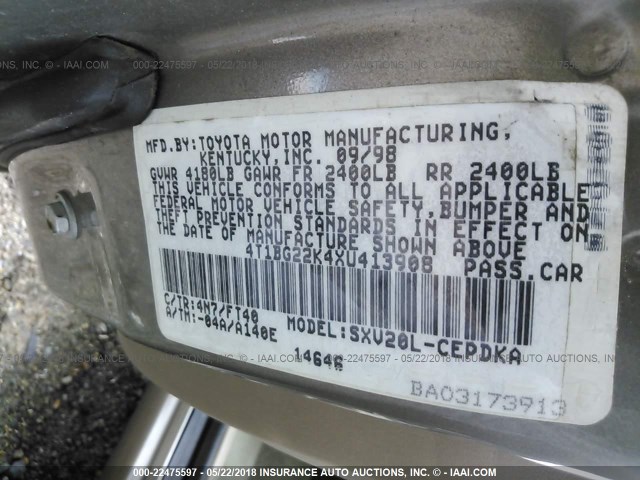 MFD.BY:TOYOTA MOTOR MANUFACTURING,
KENTUCKY,INC. 09/98
GVWR 4180LB GAWR FR 2400LB RR 2400LB
THIS VEHICLE CONFORMS TO ALL APPLICABLE
FEDERAL MOTOR VEHICLE SAFETY,BUMPER AND
THEFT PREVENTION STANDARDS IN EFFECT ON
THE DATE OF MANUFACTURE SHOWN ABOVE
4T1BG22K4XU413908 PASS.CAR
C/TR:4N7/FT40
A/TM:-04A/A140E MODEL:SXV20L-CEPDKA
BA03173913
000-22475597 - 05/22/2018 - INSURANCE AUTO AUCTIONS, INC. - © IAAI.COM